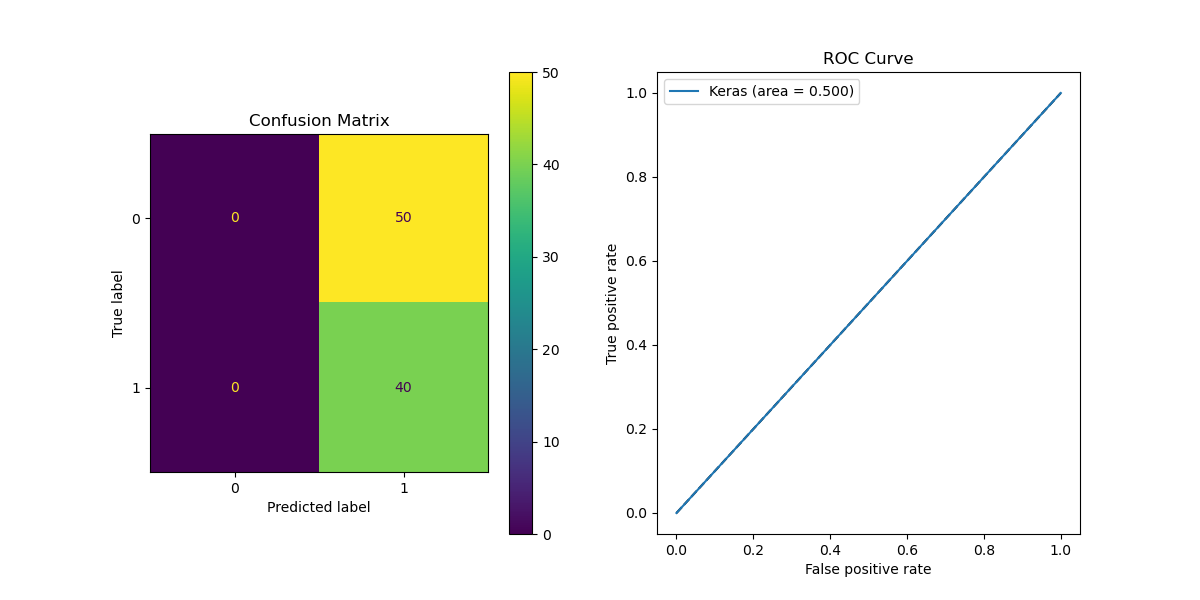 Confusion Matrix
0
50
0
40
0
1
True label
0
1
Predicted label
50
40
30
20
10
0
ROC Curve
Keras (area = 0.500)
1.0
0.8
0.6
0.4
0.2
0.0
True positive rate
0.0 0.2 0.4 0.6 0.8 1.0
False positive rate